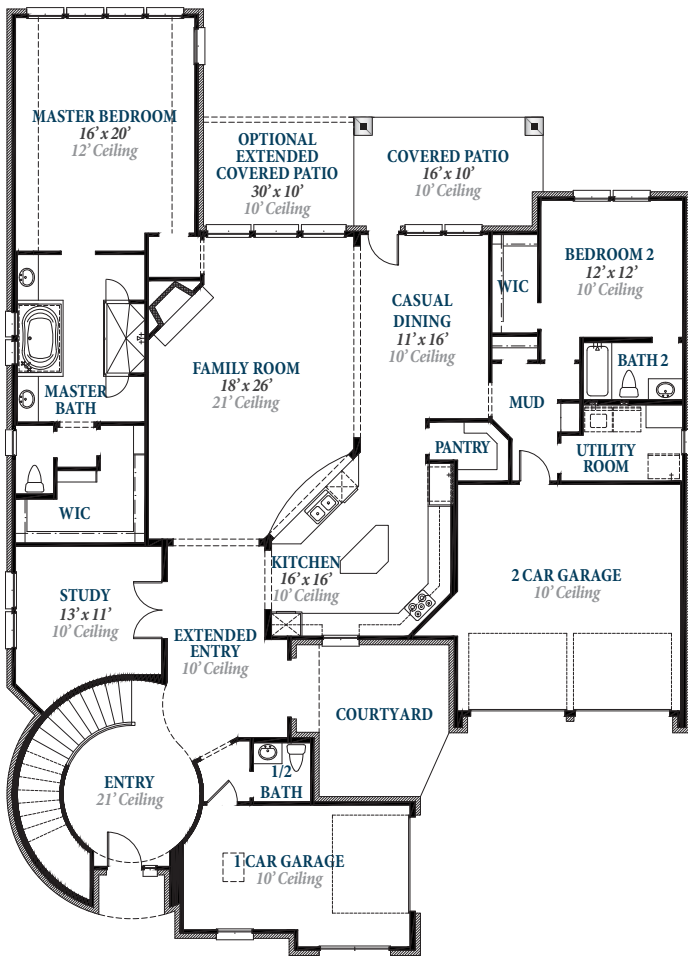 MASTER BEDROOM
16' x 20'
12' Ceiling
OPTIONAL
EXTENDED
COVERED PATIO
30' x 10'
10' Ceiling
COVERED PATIO
16' x 10'
10' Ceiling
BEDROOM 2
12' x 12'
10' Ceiling
WIC
CASUAL
DINING
11' x 16'
10' Ceiling
FAMILY ROOM
18' x 26'
21' Ceiling
BATH 2
MASTER
BATH
MUD
PANTRY
UTILITY
ROOM
WIC
KITCHEN
16' x 16'
10' Ceiling
2 CAR GARAGE
10' Ceiling
STUDY
13' x 11'
10' Ceiling
EXTENDED
ENTRY
10' Ceiling
COURTYARD
ENTRY
21' Ceiling
1/2
BATH
1 CAR GARAGE
10' Ceiling